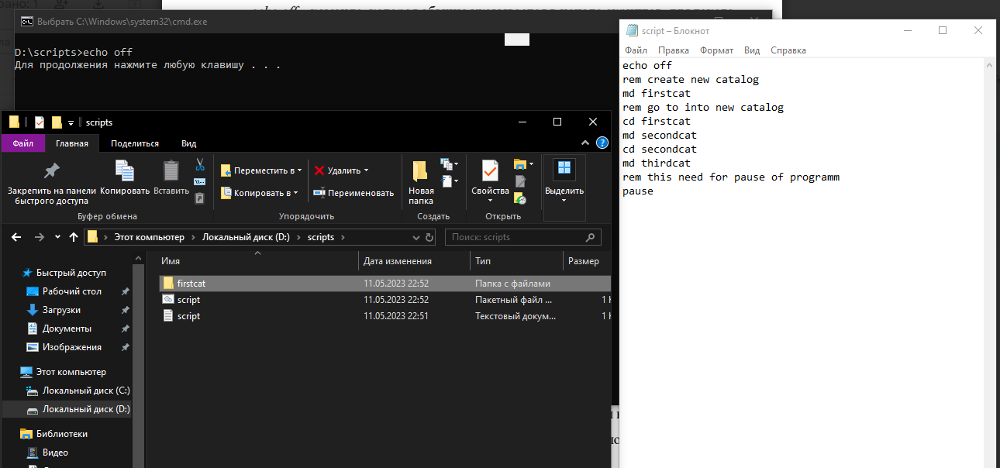 рано: 1
Выбрать C:\Windows\system32\cmd.exe
D:\scripts>echo off
Для продолжения нажмите любую клавишу . . .
script – Блокнот
Файл Правка Формат Вид Справка
echo off
rem create new catalog
md firstcat
rem go to into new catalog
cd firstcat
md secondcat
cd secondcat
md thirdcat
rem this need for pause of programm
pause
scripts
Файл Главная Поделиться Вид
Закрепить на панели быстрого доступа
Копировать
Вставить
Буфер обмена
Переместить в
Копировать в
Удалить
Переименовать
Упорядочить
Новая папка
Создать
Свойства
Открыть
Выделить
Этот компьютер > Локальный диск (D:) > scripts >
Поиск: scripts
Имя Дата изменения Тип Размер
firstcat 11.05.2023 22:52 Папка с файлами
script 11.05.2023 22:52 Пакетный файл ... 1
script 11.05.2023 22:51 Текстовый докум... 1
Быстрый доступ
Рабочий стол
Загрузки
Документы
Изображения
Этот компьютер
Локальный диск (C:)
Локальный диск (D:)
Библиотеки
Видео